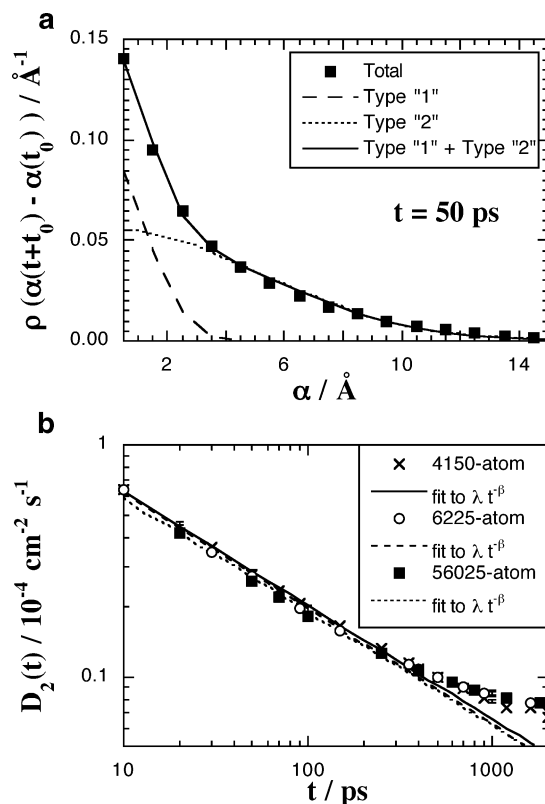 a
0.15
0.10
0.05
0.00
ρ (α(t+t₀) - α(t₀) ) / Å⁻¹
Total
Type "1"
Type "2"
Type "1" + Type "2"
t = 50 ps
2
6
10
14
α / Å
b
1
0.1
D₂(t) / 10⁻⁴ cm⁻² s⁻¹
4150-atom
fit to λ t⁻ᵝ
6225-atom
fit to λ t⁻ᵝ
56025-atom
fit to λ t⁻ᵝ
10
100
1000
t / ps